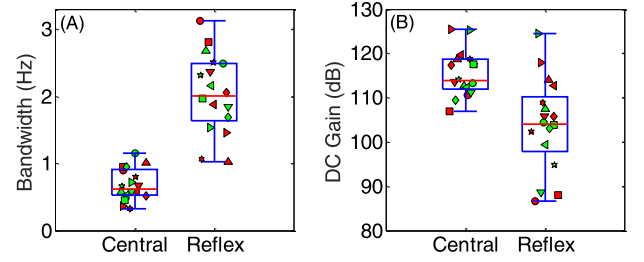 (A)
Bandwidth (Hz)
3
2
1
0
Central Reflex
(B)
DC Gain (dB)
130
120
110
100
90
80
Central Reflex